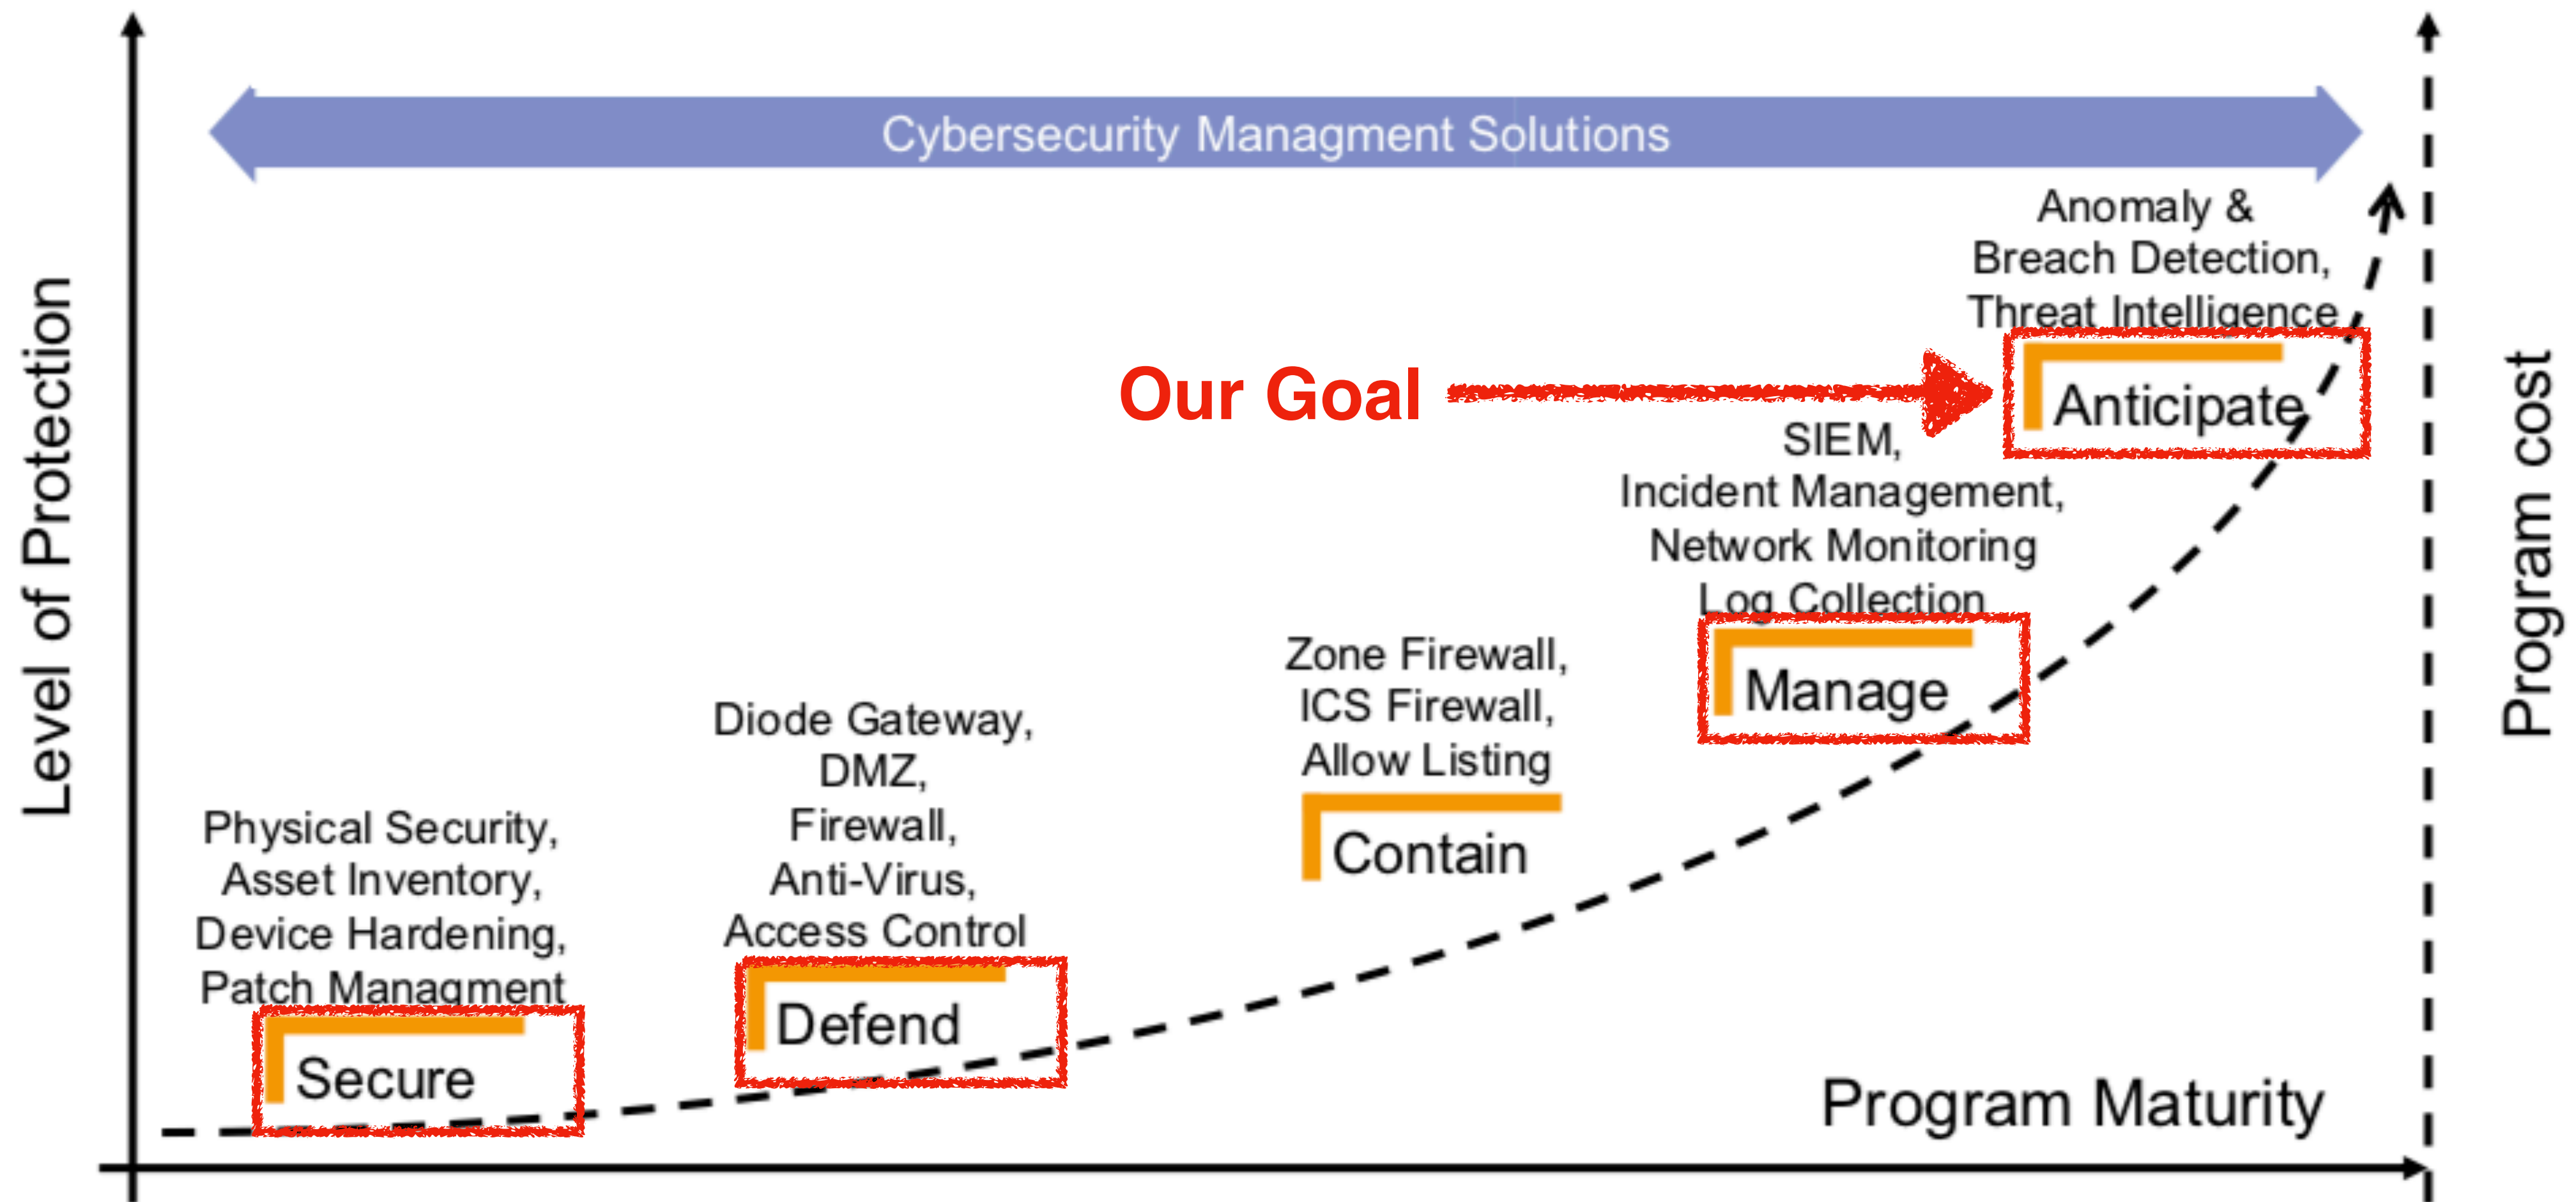 Cybersecurity Managment Solutions
Level of Protection
Program cost
Anomaly &
Breach Detection,
Threat Intelligence
Our Goal
Anticipate
SIEM,
Incident Management,
Network Monitoring
Log Collection
Manage
Zone Firewall,
ICS Firewall,
Allow Listing
Contain
Diode Gateway,
DMZ,
Firewall,
Anti-Virus,
Access Control
Defend
Physical Security,
Asset Inventory,
Device Hardening,
Patch Managment
Secure
Program Maturity